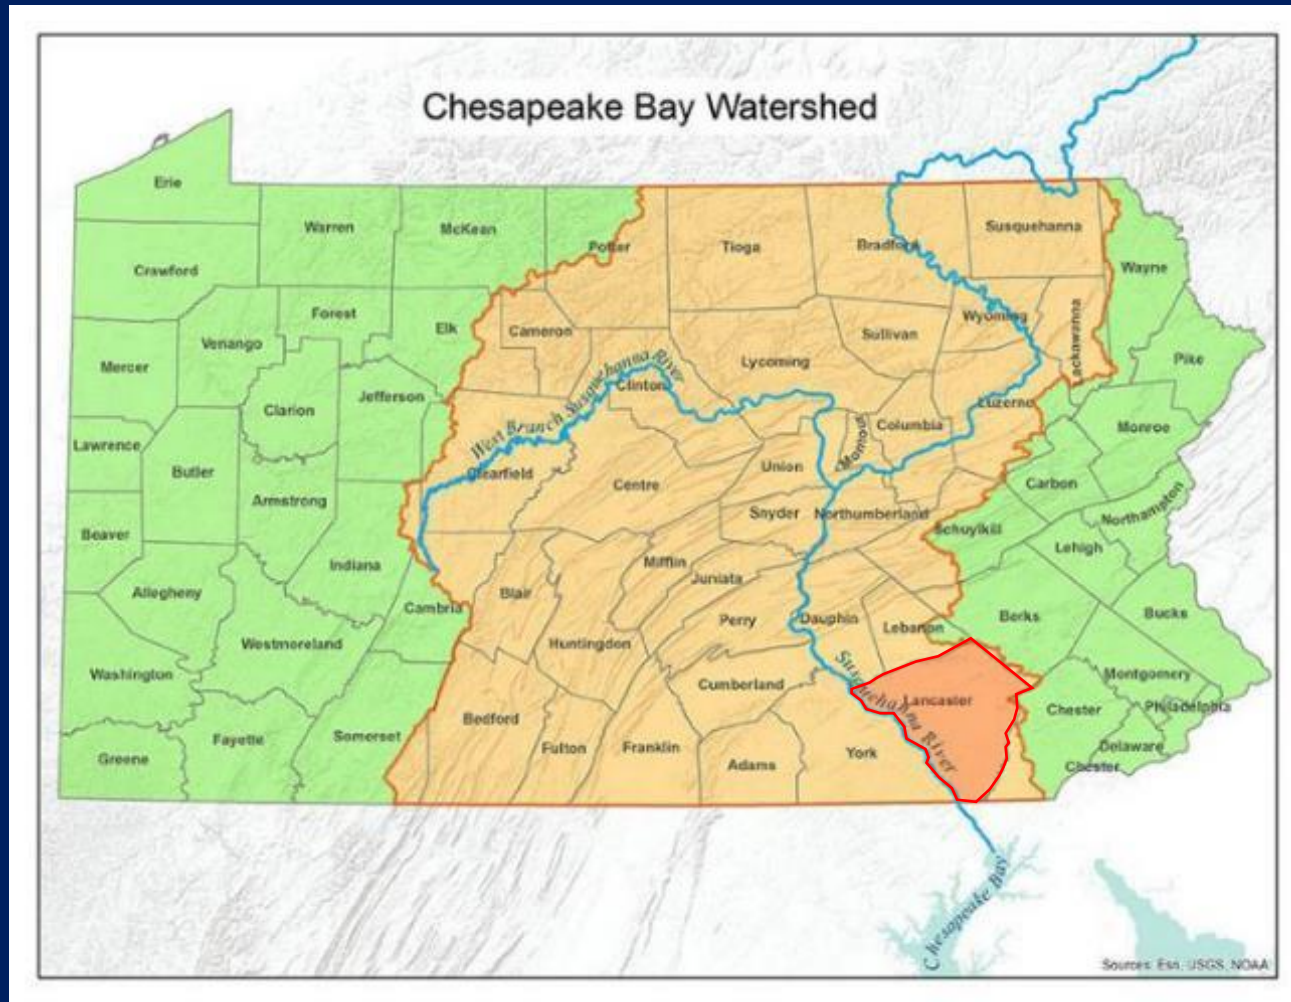 Chesapeake Bay Watershed
Erie
Warren
McKean
Potter
Tioga
Bradford
Susquehanna
Wayne
Crawford
Forest
Elk
Cameron
Sullivan
Wyoming
Lackawanna
Pike
Venango
Mercer
Lycoming
Clinton
West Branch Susquehanna River
Jefferson
Clarion
Luzerne
Columbia
Montour
Monroe
Lawrence
Butler
Clearfield
Centre
Union
Carbon
Armstrong
Snyder
Northumberland
Schuylkill
Northampton
Beaver
Lehigh
Indiana
Mifflin
Juniata
Allegheny
Blair
Cambria
Perry
Dauphin
Lebanon
Berks
Bucks
Westmoreland
Huntingdon
Washington
Cumberland
Susquehanna River
Lancaster
Montgomery
Chester
Philadelphia
Bedford
Fulton
Franklin
Adams
York
Delaware
Chester
Somerset
Fayette
Greene
Chesapeake Bay
Sources: Esri, USGS, NOAA